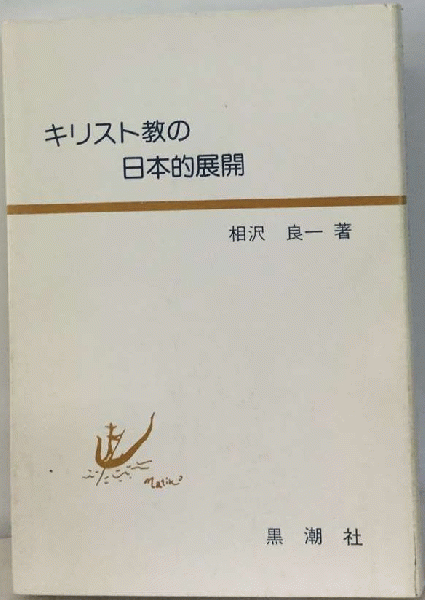 キリスト教の
日本的展開
相沢 良一 著
黒潮社